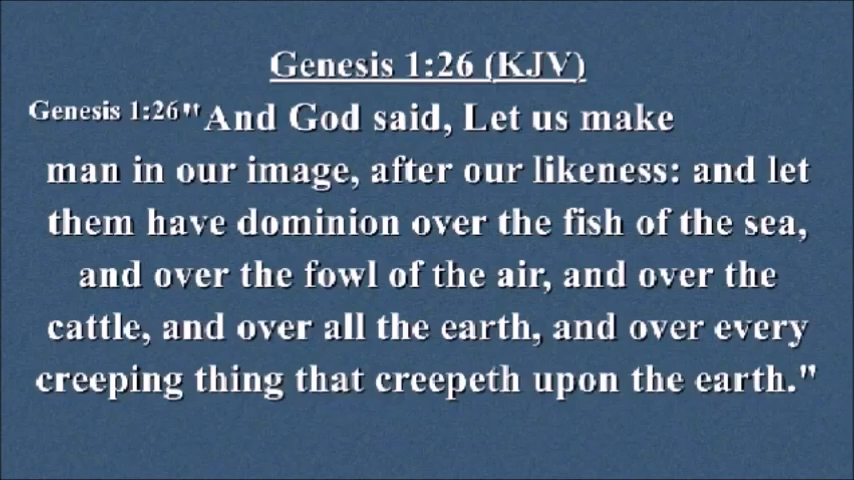 Genesis 1:26 (KJV)
Genesis 1:26"And God said, Let us make
man in our image, after our likeness: and let
them have dominion over the fish of the sea,
and over the fowl of the air, and over the
cattle, and over all the earth, and over every
creeping thing that creepeth upon the earth."